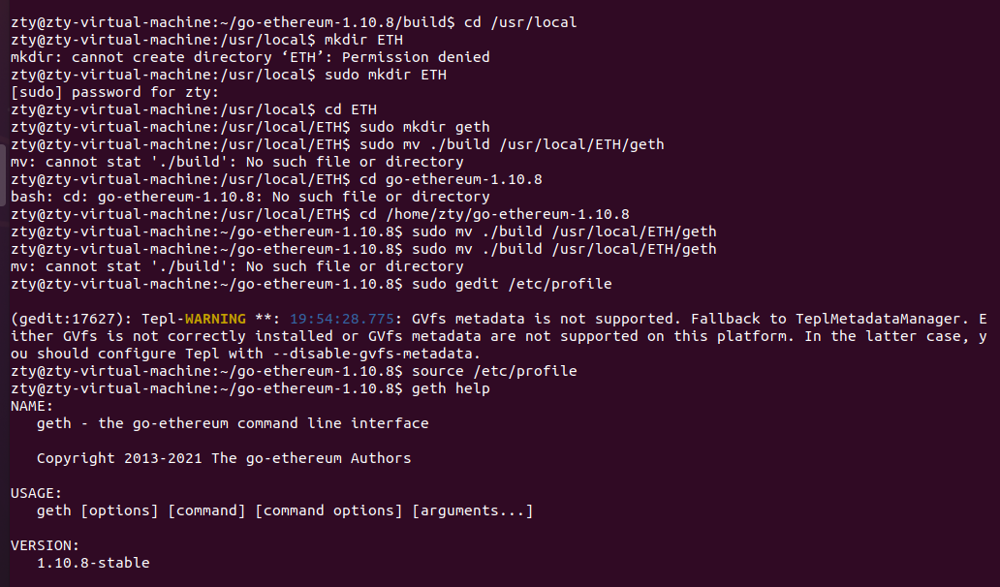 zty@zty-virtual-machine:~/go-ethereum-1.10.8/build$ cd /usr/local
zty@zty-virtual-machine:/usr/local$ mkdir ETH
mkdir: cannot create directory ‘ETH’: Permission denied
zty@zty-virtual-machine:/usr/local$ sudo mkdir ETH
[sudo] password for zty:
zty@zty-virtual-machine:/usr/local$ cd ETH
zty@zty-virtual-machine:/usr/local/ETH$ sudo mkdir geth
zty@zty-virtual-machine:/usr/local/ETH$ sudo mv ./build /usr/local/ETH/geth
mv: cannot stat './build': No such file or directory
zty@zty-virtual-machine:/usr/local/ETH$ cd go-ethereum-1.10.8
bash: cd: go-ethereum-1.10.8: No such file or directory
zty@zty-virtual-machine:/usr/local/ETH$ cd /home/zty/go-ethereum-1.10.8
zty@zty-virtual-machine:~/go-ethereum-1.10.8$ sudo mv ./build /usr/local/ETH/geth
zty@zty-virtual-machine:~/go-ethereum-1.10.8$ sudo mv ./build /usr/local/ETH/geth
mv: cannot stat './build': No such file or directory
zty@zty-virtual-machine:~/go-ethereum-1.10.8$ sudo gedit /etc/profile
(gedit:17627): Tepl-WARNING **: 19:54:28.775: GVfs metadata is not supported. Fallback to TeplMetadataManager. E
ither GVfs is not correctly installed or GVfs metadata are not supported on this platform. In the latter case, y
ou should configure Tepl with --disable-gvfs-metadata.
zty@zty-virtual-machine:~/go-ethereum-1.10.8$ source /etc/profile
zty@zty-virtual-machine:~/go-ethereum-1.10.8$ geth help
NAME:
geth - the go-ethereum command line interface
Copyright 2013-2021 The go-ethereum Authors
USAGE:
geth [options] [command] [command options] [arguments...]
VERSION:
1.10.8-stable